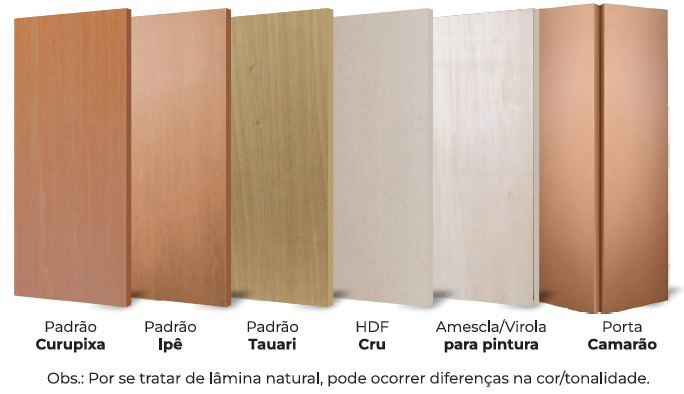 Padrão
Curupixa
Padrão
Ipê
Padrão
Tauari
HDF
Cru
Amescla/Virola
para pintura
Porta
Camarão
Obs.: Por se tratar de lâmina natural, pode ocorrer diferenças na cor/tonalidade.